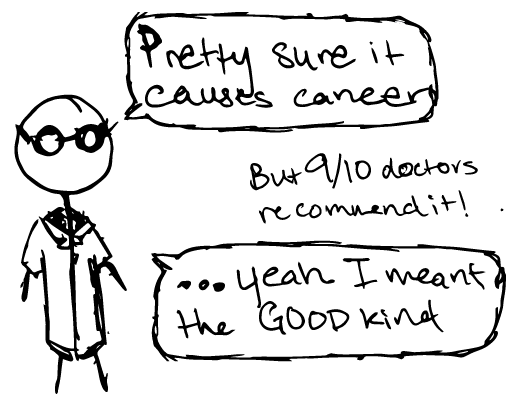 Pretty sure it
causes cancer
But 9/10 doctors
recommend it!
...yeah I meant
the GOOD kind